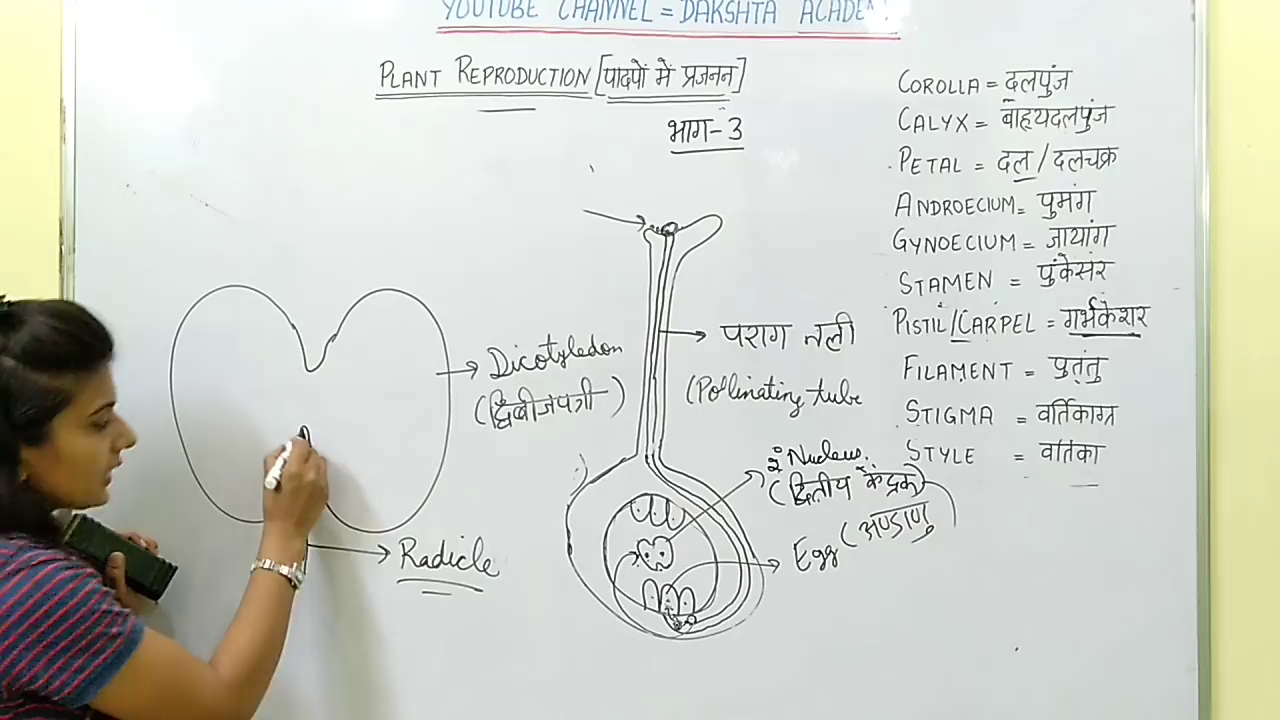 YOUTUBE CHANNEL = DAKSHTA ACADEM
PLANT REPRODUCTION [पादपों में प्रजनन]
भाग-3
COROLLA = दलपुंज
CALYX = बाह्यदलपुंज
PETAL = दल / दलचक्र
ANDROECIUM = पुमंग
GYNOECIUM = जायांग
STAMEN = पुंकेसर
PISTIL/CARPEL = गर्भकेशर
FILAMENT = पुतंतु
STIGMA = वर्तिकाग्र
STYLE = वर्तिका
Dicotyledon
(द्विबीजपत्री)
Radicle
पराग नली
(Pollinating tube
2° Nucleus.
(द्वितीय केंद्रक)
Egg (अण्डाणु